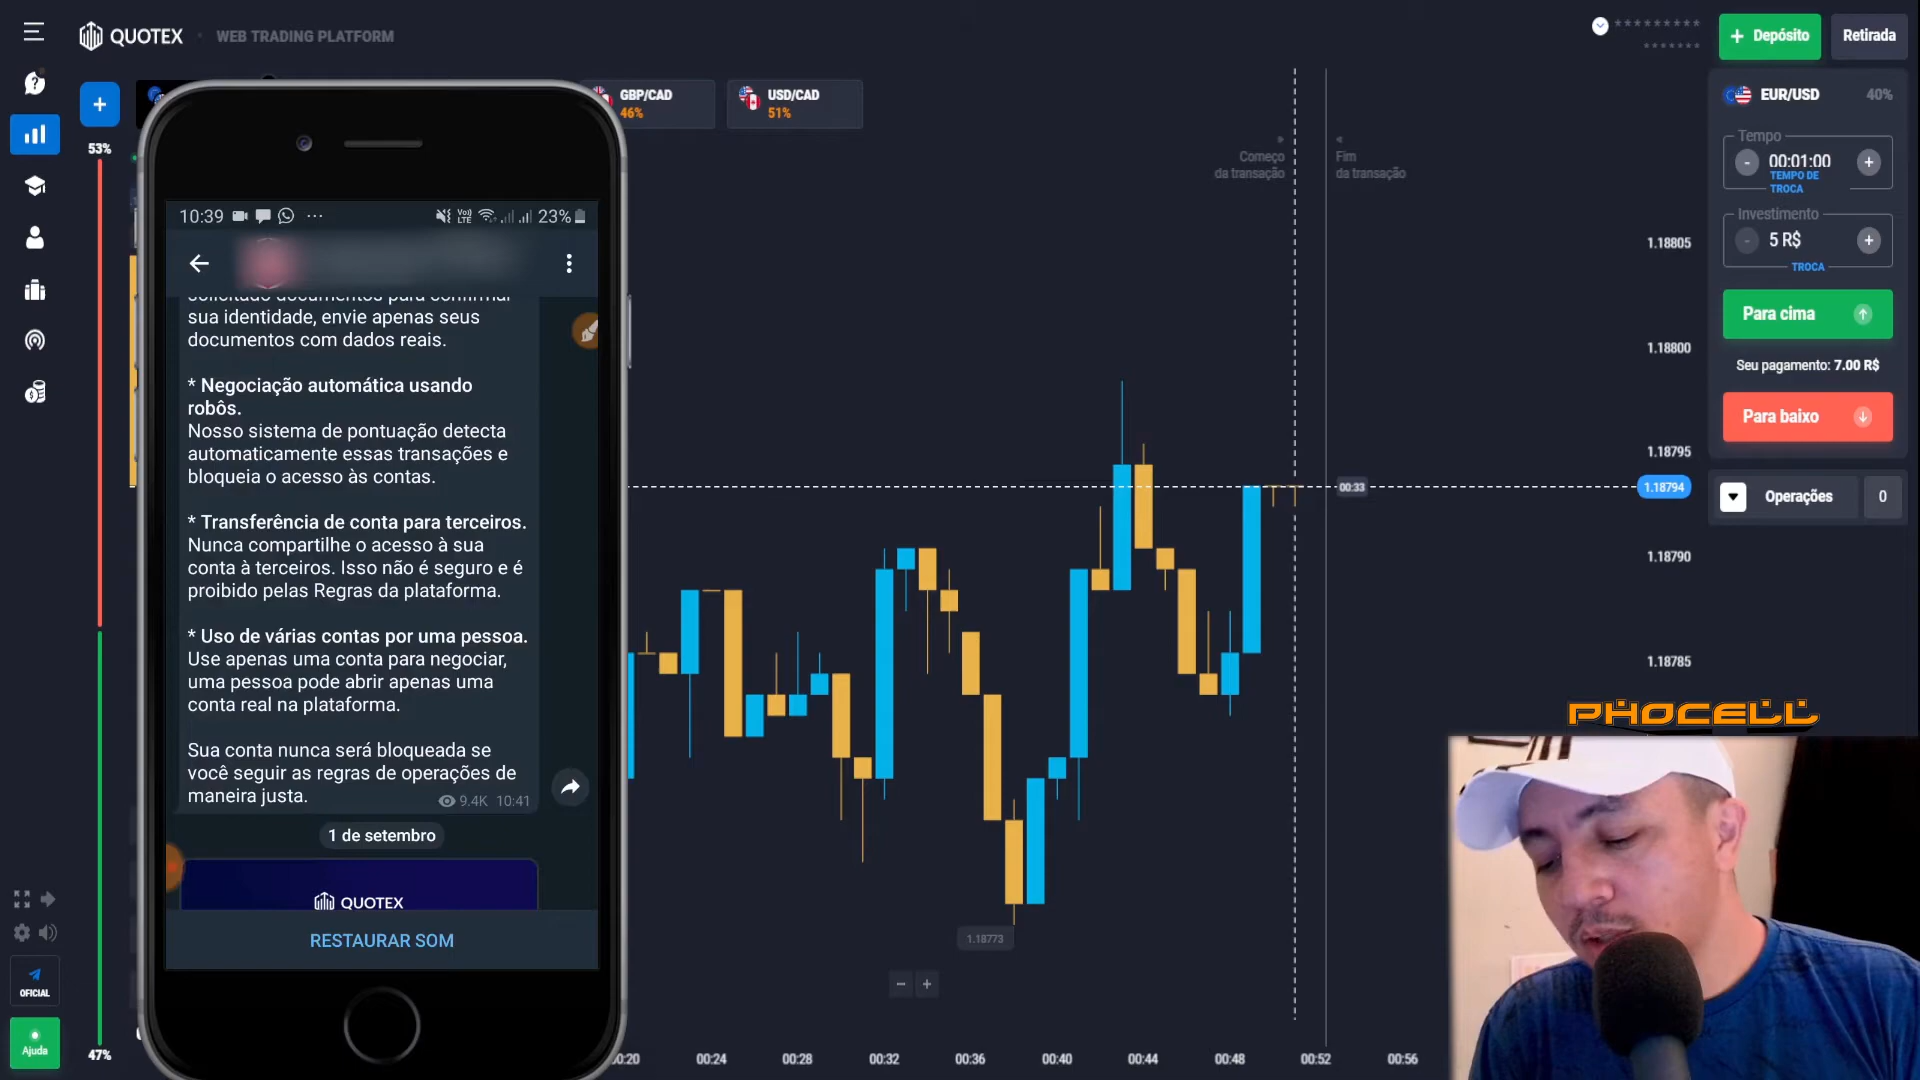 QUOTEX
WEB TRADING PLATFORM
*********
*******
+ Depósito
Retirada
GBP/CAD
46%
USD/CAD
51%
53%
47%
10:39
23%
solicitado documentos para confirmar
sua identidade, envie apenas seus
documentos com dados reais.
* Negociação automática usando
robôs.
Nosso sistema de pontuação detecta
automaticamente essas transações e
bloqueia o acesso às contas.
* Transferência de conta para terceiros.
Nunca compartilhe o acesso à sua
conta à terceiros. Isso não é seguro e é
proibido pelas Regras da plataforma.
* Uso de várias contas por uma pessoa.
Use apenas uma conta para negociar,
uma pessoa pode abrir apenas uma
conta real na plataforma.
Sua conta nunca será bloqueada se
você seguir as regras de operações de
maneira justa.
9.4K 10:41
1 de setembro
QUOTEX
RESTAURAR SOM
OFICIAL
Ajuda
Começo
da transação
Fim
da transação
1.18805
1.18800
1.18795
1.18794
1.18790
1.18785
00:33
1.18773
00:20
00:24
00:28
00:32
00:36
00:40
00:44
00:48
00:52
00:56
EUR/USD
40%
Tempo
- 00:01:00 +
TEMPO DE
TROCA
Investimento
- 5 R$ +
TROCA
Para cima
Seu pagamento: 7.00 R$
Para baixo
Operações
0
PHOCELL